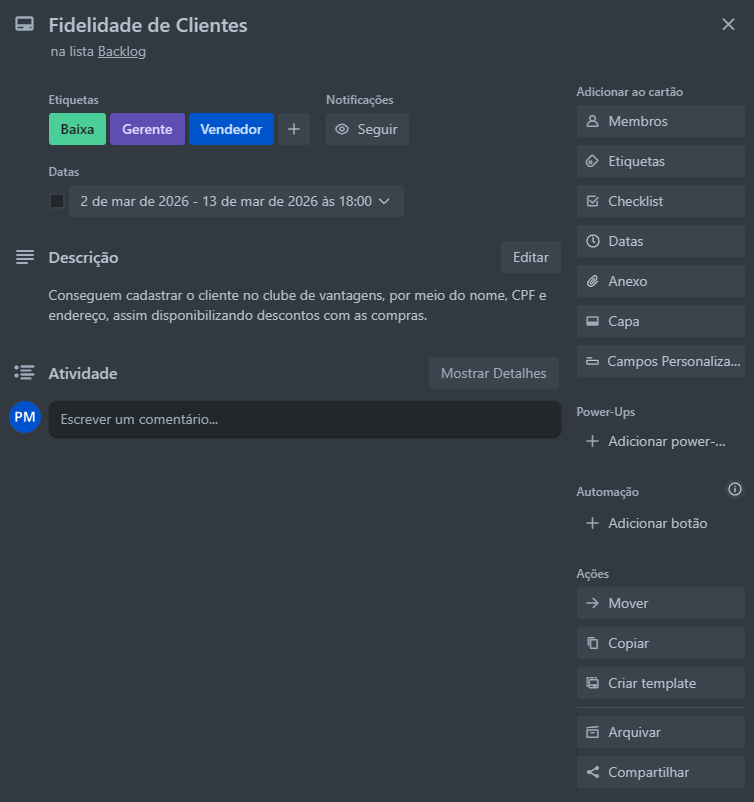 Fidelidade de Clientes
na lista Backlog
Etiquetas
Baixa
Gerente
Vendedor
Notificações
Seguir
Datas
2 de mar de 2026 - 13 de mar de 2026 às 18:00
Descrição
Editar
Conseguem cadastrar o cliente no clube de vantagens, por meio do nome, CPF e
endereço, assim disponibilizando descontos com as compras.
Atividade
Mostrar Detalhes
PM
Escrever um comentário...
Adicionar ao cartão
Membros
Etiquetas
Checklist
Datas
Anexo
Capa
Campos Personaliza...
Power-Ups
Adicionar power-...
Automação
Adicionar botão
Ações
Mover
Copiar
Criar template
Arquivar
Compartilhar